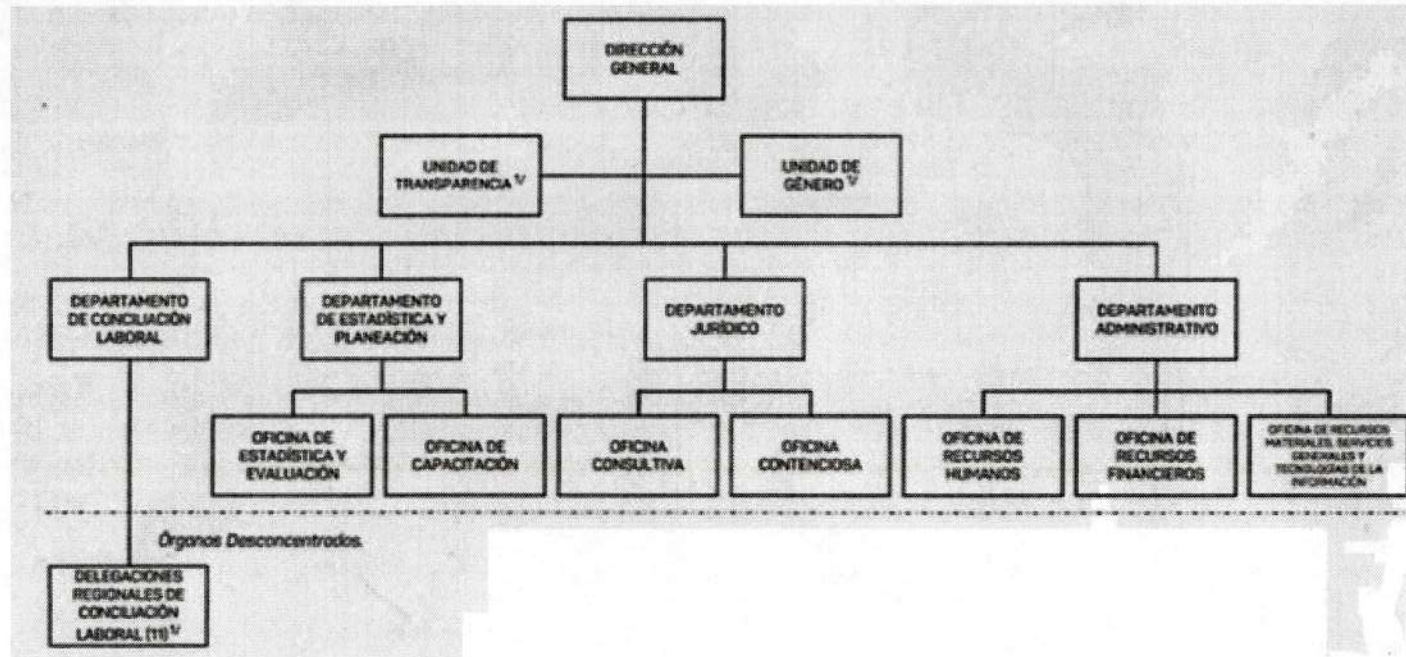 DIRECCIÓN
GENERAL
UNIDAD DE
TRANSPARENCIA 1/
UNIDAD DE
GÉNERO 1/
DEPARTAMENTO
DE CONCILIACIÓN
LABORAL
DEPARTAMENTO
DE ESTADÍSTICA Y
PLANEACIÓN
DEPARTAMENTO
JURÍDICO
DEPARTAMENTO
ADMINISTRATIVO
OFICINA DE
ESTADÍSTICA Y
EVALUACIÓN
OFICINA DE
CAPACITACIÓN
OFICINA
CONSULTIVA
OFICINA
CONTENCIOSA
OFICINA DE
RECURSOS
HUMANOS
OFICINA DE
RECURSOS
FINANCIEROS
OFICINA DE RECURSOS
MATERIALES, SERVICIOS
GENERALES Y
TECNOLOGÍAS DE LA
INFORMACIÓN
Órganos Desconcentrados.
DELEGACIONES
REGIONALES DE
CONCILIACIÓN
LABORAL (11) 1/